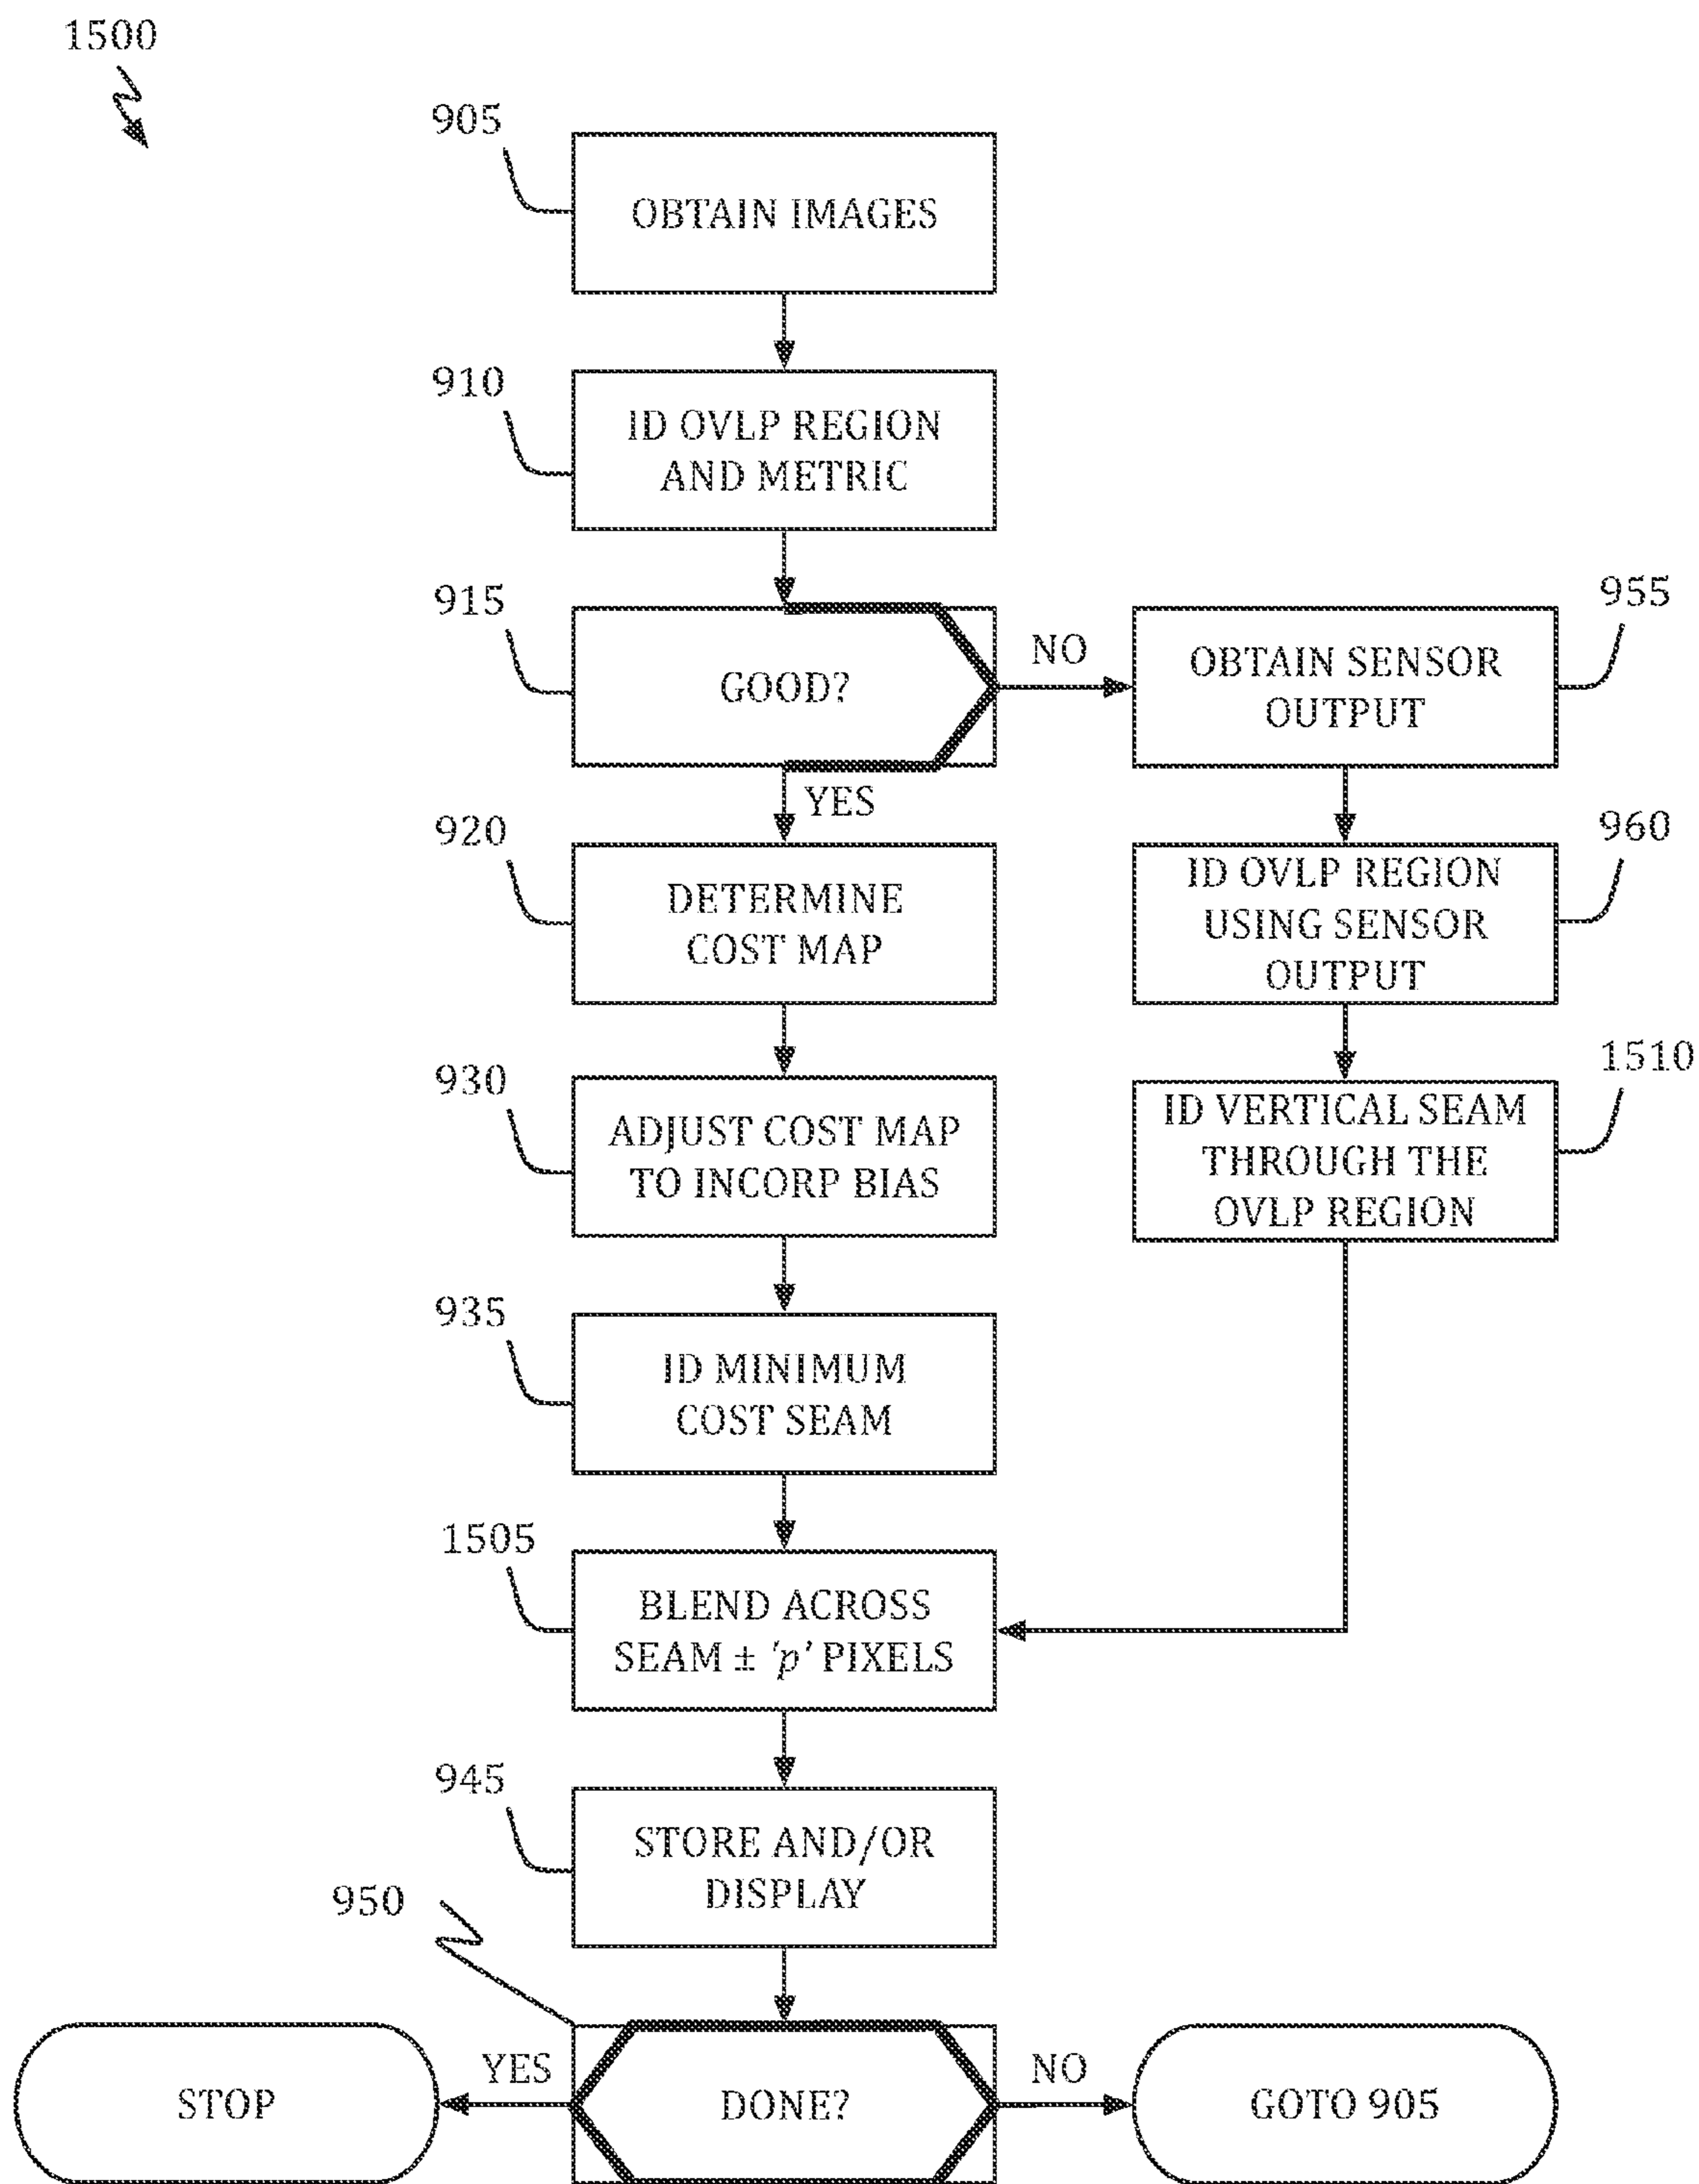 1500
905
OBTAIN IMAGES
910
ID OVLP REGION
AND METRIC
915
GOOD?
NO
955
OBTAIN SENSOR
OUTPUT
YES
920
DETERMINE
COST MAP
960
ID OVLP REGION
USING SENSOR
OUTPUT
930
ADJUST COST MAP
TO INCORP BIAS
1510
ID VERTICAL SEAM
THROUGH THE
OVLP REGION
935
ID MINIMUM
COST SEAM
1505
BLEND ACROSS
SEAM ± 'p' PIXELS
945
STORE AND/OR
DISPLAY
950
STOP
YES
DONE?
NO
GOTO 905